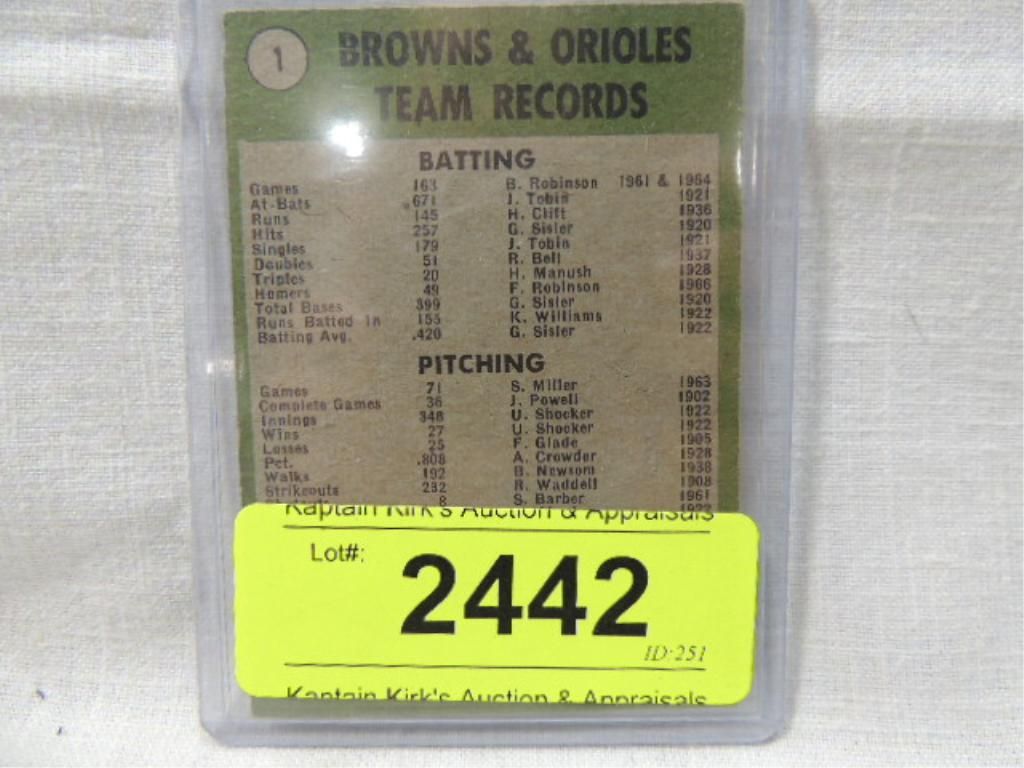 1
BROWNS & ORIOLES
TEAM RECORDS
BATTING
Games 163 B. Robinson 1961 & 1964
At-Bats 671 J. Tobin 1921
Runs 145 H. Clift 1936
Hits 257 G. Sisler 1920
Singles 179 J. Tobin 1921
Doubles 51 R. Bell 1937
Triples 20 H. Manush 1928
Homers 49 F. Robinson 1966
Total Bases 399 G. Sisler 1920
Runs Batted In 155 K. Williams 1922
Batting Avg. .420 G. Sisler 1922
PITCHING
Games 71 S. Miller 1963
Complete Games 36 J. Powell 1902
Innings 348 U. Shocker 1922
Wins 27 U. Shocker 1922
Losses 25 F. Glade 1905
Pct. .808 A. Crowder 1928
Walks 192 B. Newsom 1938
Strikeouts 232 R. Waddell 1908
8 S. Barber 1961
Kaptain Kirk's Auction & Appraisals
Lot#: 2442
ID:251
Kaptain Kirk's Auction & Appraisals